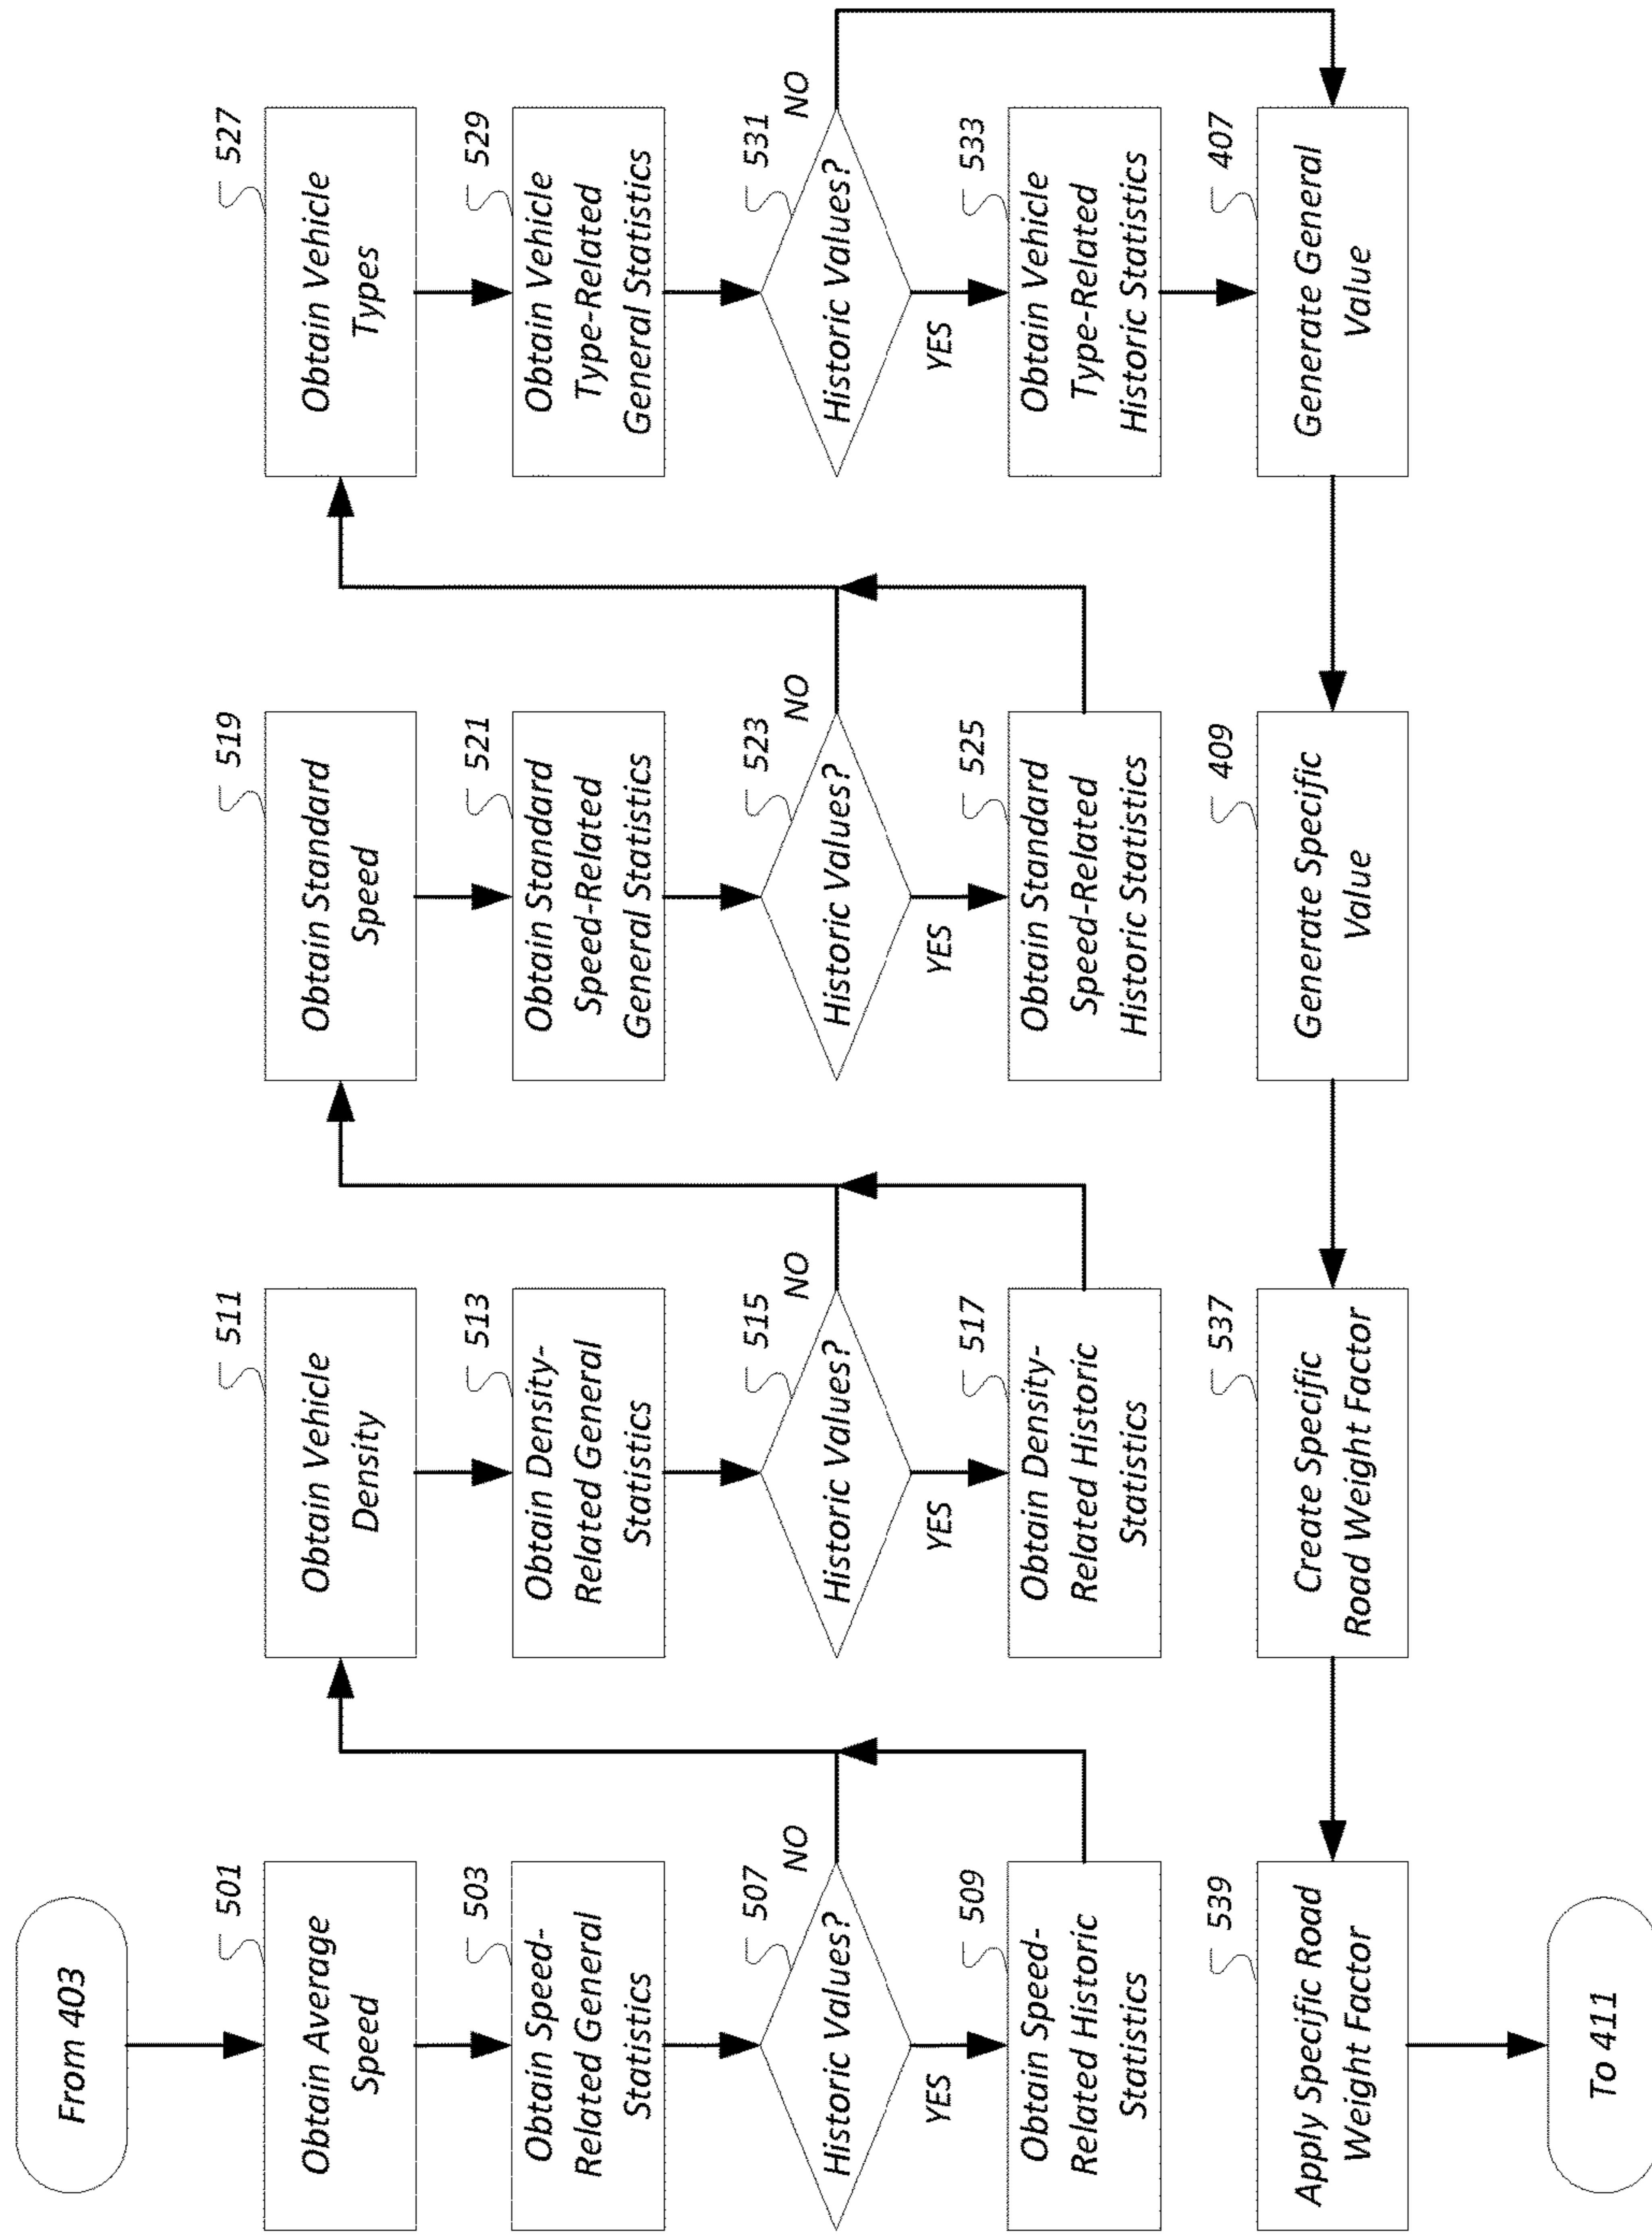 From 403
501
Obtain Average
Speed
503
Obtain Speed-
Related General
Statistics
507
Historic Values?
NO
YES
509
Obtain Speed-
Related Historic
Statistics
511
Obtain Vehicle
Density
513
Obtain Density-
Related General
Statistics
515
Historic Values?
NO
YES
517
Obtain Density-
Related Historic
Statistics
519
Obtain Standard
Speed
521
Obtain Standard
Speed-Related
General Statistics
523
Historic Values?
NO
YES
525
Obtain Standard
Speed-Related
Historic Statistics
527
Obtain Vehicle
Types
529
Obtain Vehicle
Type-Related
General Statistics
531
Historic Values?
NO
YES
533
Obtain Vehicle
Type-Related
Historic Statistics
407
Generate General
Value
409
Generate Specific
Value
537
Create Specific
Road Weight Factor
539
Apply Specific Road
Weight Factor
To 411